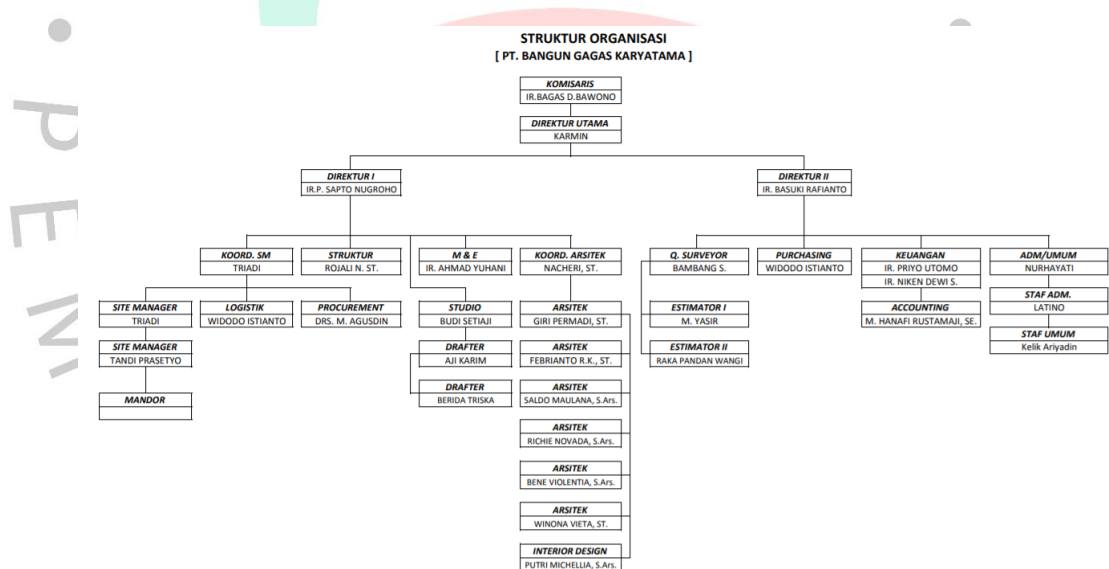 STRUKTUR ORGANISASI
[ PT. BANGUN GAGAS KARYATAMA ]
KOMISARIS
IR.BAGAS D.BAWONO
DIREKTUR UTAMA
KARMIN
DIREKTUR I
IR.P. SAPTO NUGROHO
DIREKTUR II
IR. BASUKI RAFIANTO
KOORD. SM
TRIADI
STRUKTUR
ROJALI N. ST.
M & E
IR. AHMAD YUHANI
KOORD. ARSITEK
NACHERI, ST.
Q. SURVEYOR
BAMBANG S.
PURCHASING
WIDODO ISTIANTO
KEUANGAN
IR. PRIYO UTOMO
IR. NIKEN DEWI S.
ADM/UMUM
NURHAYATI
SITE MANAGER
TRIADI
LOGISTIK
WIDODO ISTIANTO
PROCUREMENT
DRS. M. AGUSDIN
STUDIO
BUDI SETIAJI
ARSITEK
GIRI PERMADI, ST.
ESTIMATOR I
M. YASIR
ACCOUNTING
M. HANAFI RUSTAMAJI, SE.
STAF ADM.
LATINO
SITE MANAGER
TANDI PRASETYO
DRAFTER
AJI KARIM
ARSITEK
FEBRIANTO R.K., ST.
ESTIMATOR II
RAKA PANDAN WANGI
STAF UMUM
Kelik Ariyadin
MANDOR
DRAFTER
BERIDA TRISKA
ARSITEK
SALDO MAULANA, S.Ars.
ARSITEK
RICHIE NOVADA, S.Ars.
ARSITEK
BENE VIOLENTIA, S.Ars.
ARSITEK
WINONA VIETA, ST.
INTERIOR DESIGN
PUTRI MICHELLIA, S.Ars.
P E N